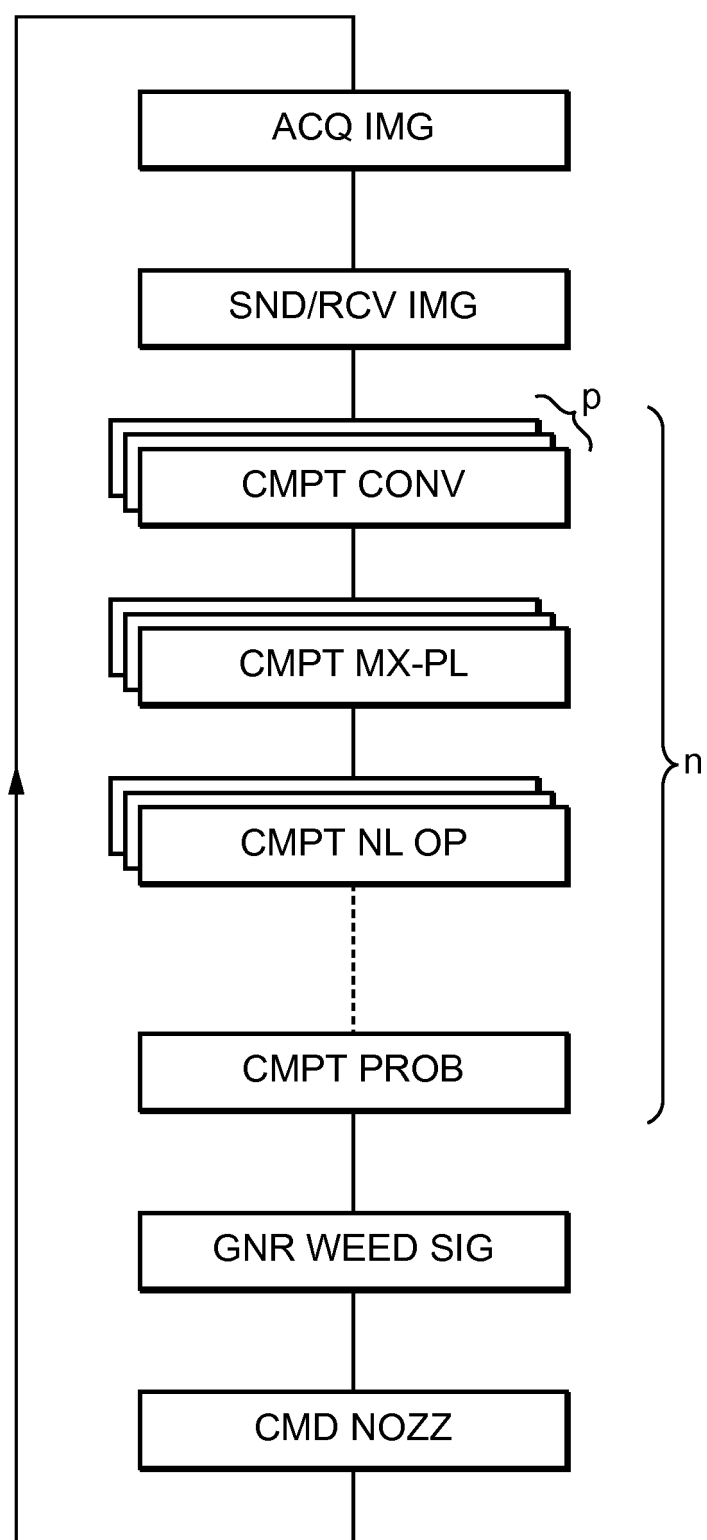 ACQ IMG
SND/RCV IMG
p
CMPT CONV
CMPT MX-PL
n
CMPT NL OP
CMPT PROB
GNR WEED SIG
CMD NOZZ